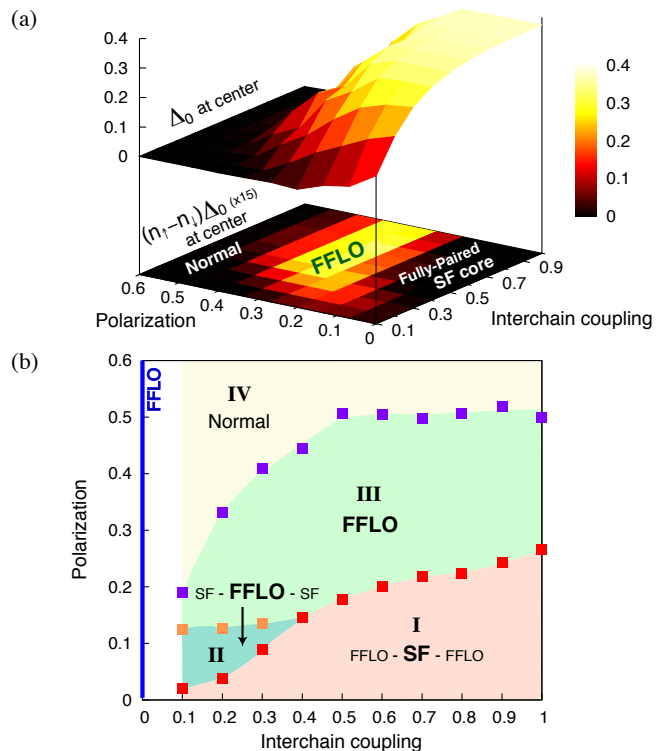 (a)
0.4
0.3
0.2
0.1
0
Δ₀ at center
0.4
0.3
0.2
0.1
0
(n↑−n↓)Δ₀ (x15)
at center
Normal
FFLO
Fully-Paired
SF core
0.6
0.5
0.4
0.3
0.2
0.1
0
0.1
0.3
0.5
0.7
0.9
Polarization
Interchain coupling
(b)
0.6
0.5
0.4
0.3
0.2
0.1
0
Polarization
FFLO
IV
Normal
III
FFLO
SF - FFLO - SF
II
I
FFLO - SF - FFLO
0 0.1 0.2 0.3 0.4 0.5 0.6 0.7 0.8 0.9 1
Interchain coupling